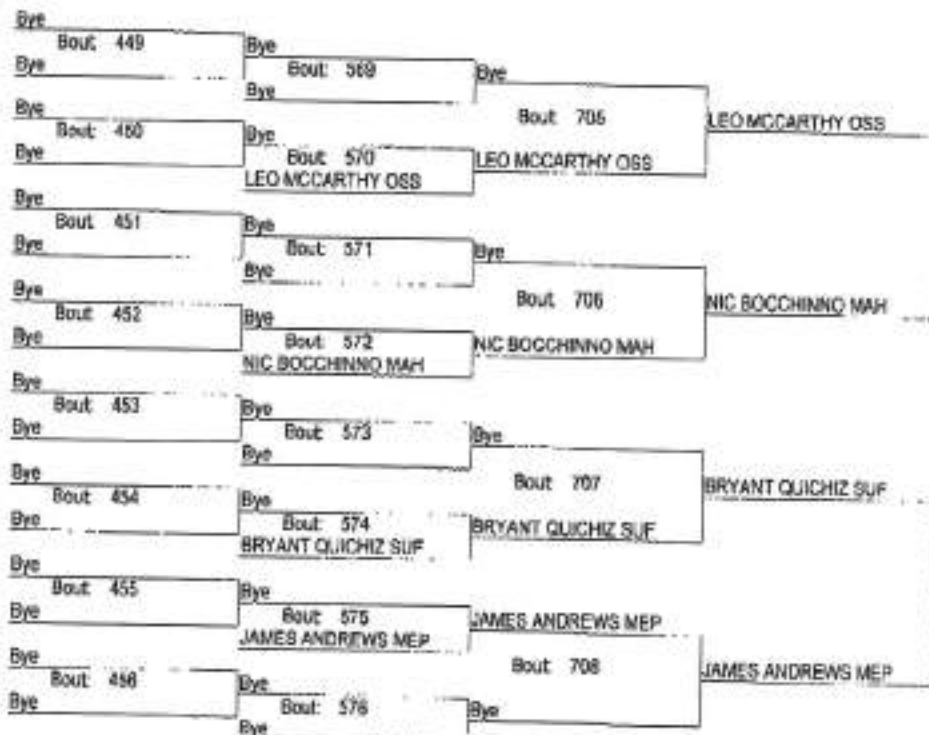 Bye
Bout 449
Bye
Bye
Bout 569
Bye
Bye
Bout 450
Bye
Bye
Bout 570
LEO MCCARTHY OSS
Bye
Bout 705
LEO MCCARTHY OSS
LEO MCCARTHY OSS
Bye
Bout 451
Bye
Bye
Bout 571
Bye
Bye
Bout 452
Bye
Bye
Bout 572
NIC BOCCHINNO MAH
Bye
Bout 706
NIC BOCCHINNO MAH
NIC BOCCHINNO MAH
Bye
Bout 453
Bye
Bye
Bout 573
Bye
Bye
Bout 454
Bye
Bye
Bout 574
BRYANT QUICHIZ SUF
Bye
Bout 707
BRYANT QUICHIZ SUF
BRYANT QUICHIZ SUF
Bye
Bout 455
Bye
Bye
Bout 575
JAMES ANDREWS MEP
Bye
Bout 456
Bye
Bye
Bout 576
Bye
JAMES ANDREWS MEP
Bout 708
Bye
JAMES ANDREWS MEP